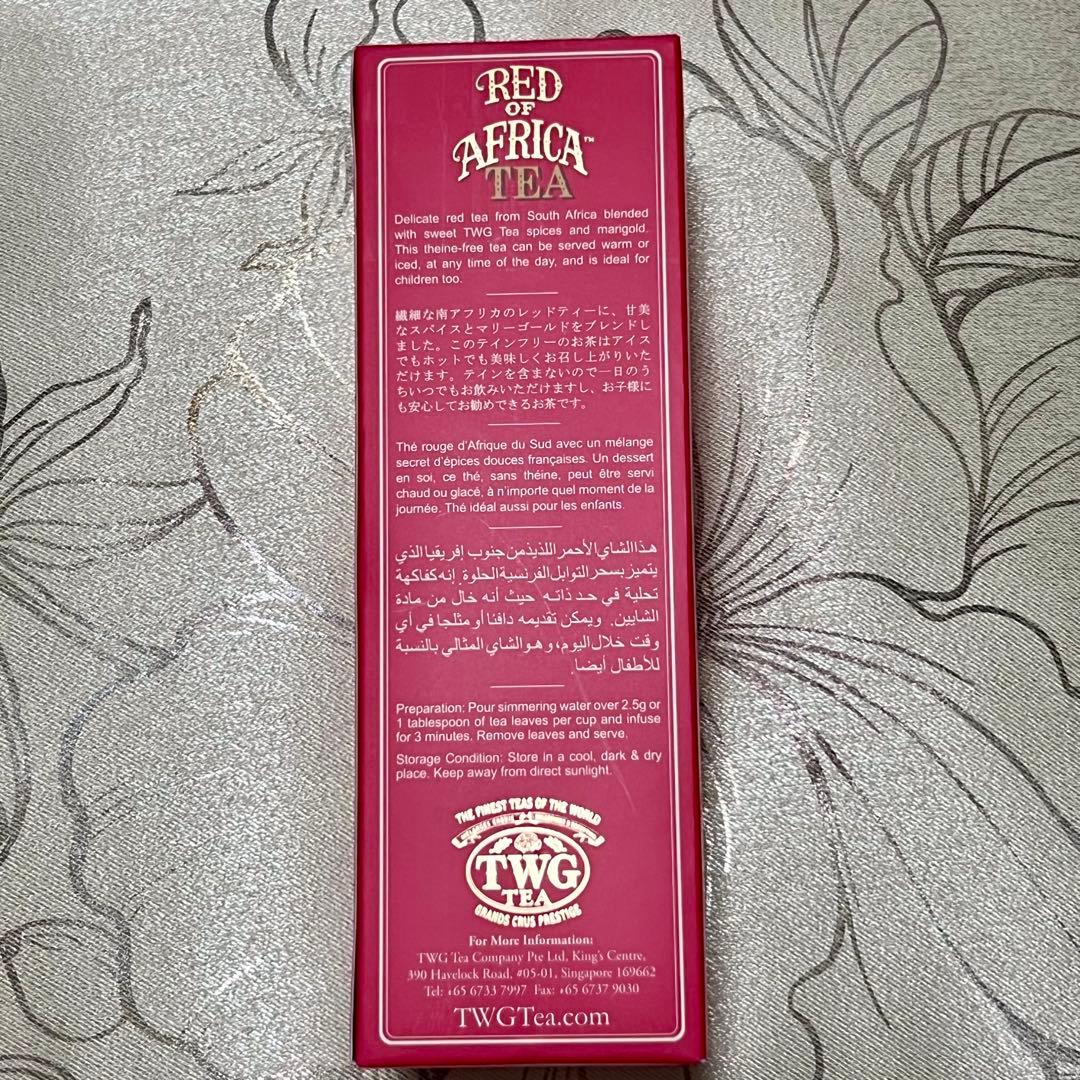 RED
OF
AFRICA™
TEA
Delicate red tea from South Africa blended
with sweet TWG Tea spices and marigold.
This theine-free tea can be served warm or
iced, at any time of the day, and is ideal for
children too.
繊細な南アフリカのレッドティーに、甘美
なスパイスとマリーゴールドをブレンドし
ました。このテインフリーのお茶はアイス
でもホットでも美味しくお召し上がりいた
だけます。テインを含まないので一日のう
ちいつでもお飲みいただけますし、お子様に
も安心してお勧めできるお茶です。
Thé rouge d'Afrique du Sud avec un mélange
secret d'épices douces françaises. Un dessert
en soi, ce thé, sans théine, peut être servi
chaud ou glacé, à n'importe quel moment de la
journée. Thé idéal aussi pour les enfants.
هذا الشاي الأحمر اللذيذ من جنوب إفريقيا الذي
يتميز بسحر التوابل الفرنسية الحلوة. إنه كفاكهة
تحلية في حد ذاته حيث أنه خال من مادة
الشايين. ويمكن تقديمه دافئا أو مثلجا في أي
وقت خلال اليوم، و هو الشاي المثالي بالنسبة
للأطفال أيضا.
Preparation: Pour simmering water over 2.5g or
1 tablespoon of tea leaves per cup and infuse
for 3 minutes. Remove leaves and serve.
Storage Condition: Store in a cool, dark & dry
place. Keep away from direct sunlight.
THE FINEST TEAS OF THE WORLD
TWG
TEA
GRANDS CRUS PRESTIGE
For More Information:
TWG Tea Company Pte Ltd, King's Centre,
390 Havelock Road, #05-01, Singapore 169662
Tel: +65 6733 7997 Fax: +65 6737 9030
TWGTea.com